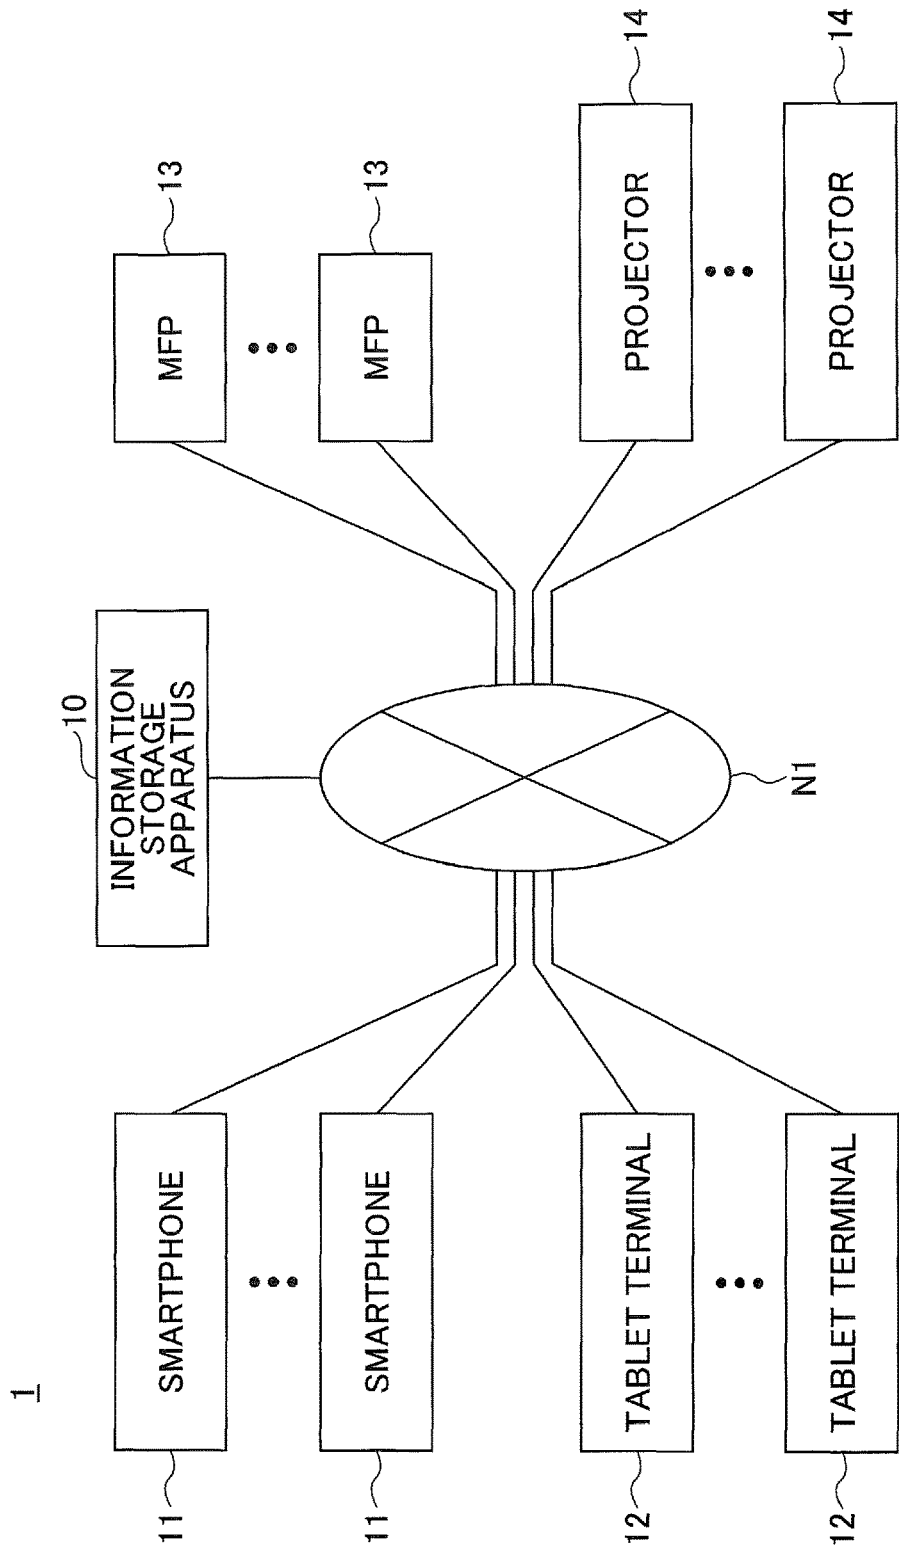 1
10
INFORMATION
STORAGE
APPARATUS
11
SMARTPHONE
MFP
13
11
SMARTPHONE
MFP
13
N1
12
TABLET TERMINAL
PROJECTOR
14
12
TABLET TERMINAL
PROJECTOR
14